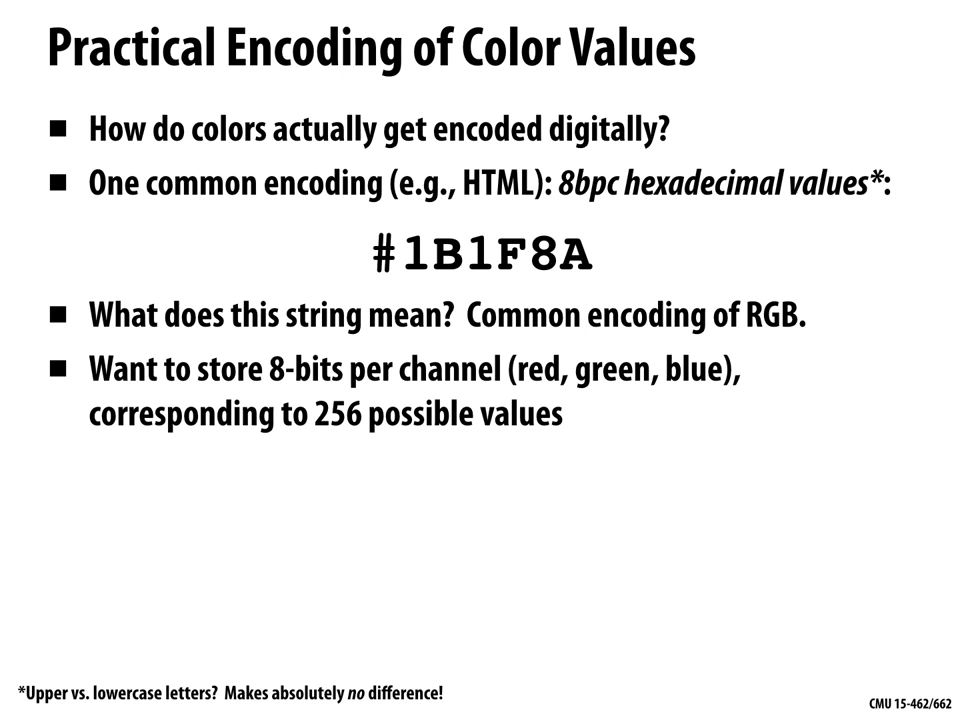 Practical Encoding of Color Values
■ How do colors actually get encoded digitally?
■ One common encoding (e.g., HTML): 8bpc hexadecimal values*:
#1B1F8A
■ What does this string mean? Common encoding of RGB.
■ Want to store 8-bits per channel (red, green, blue),
corresponding to 256 possible values
*Upper vs. lowercase letters? Makes absolutely no difference!
CMU 15-462/662